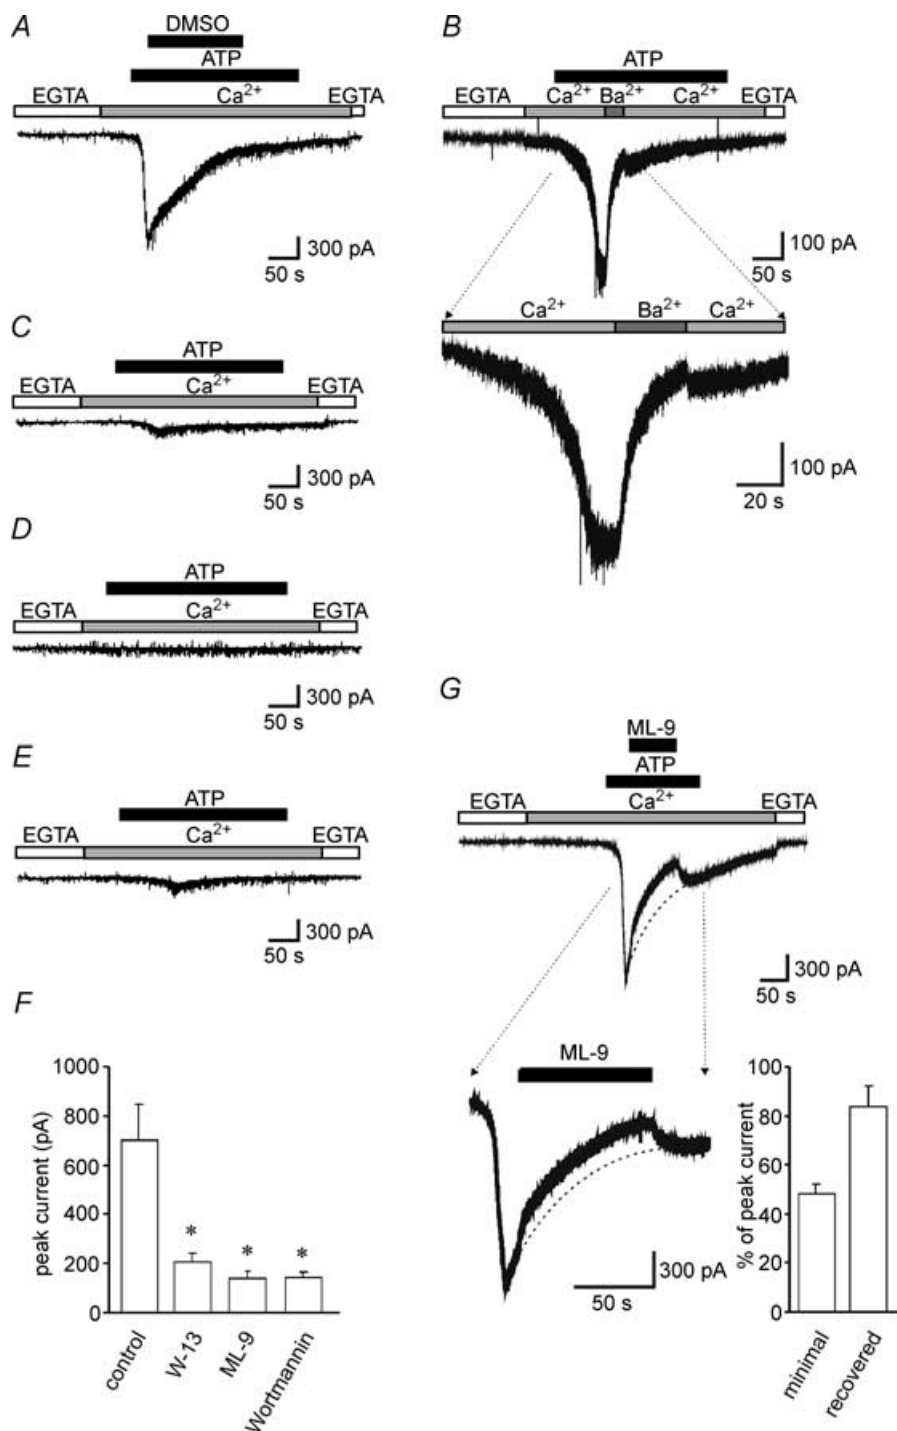 A
DMSO
ATP
EGTA Ca2+ EGTA
300 pA
50 s
B
ATP
EGTA Ca2+ Ba2+ Ca2+ EGTA
100 pA
50 s
Ca2+ Ba2+ Ca2+
100 pA
20 s
C
ATP
EGTA Ca2+ EGTA
300 pA
50 s
D
ATP
EGTA Ca2+ EGTA
300 pA
50 s
E
ATP
EGTA Ca2+ EGTA
300 pA
50 s
F
peak current (pA)
1000
800
600
400
200
0
* * *
control
W-13
ML-9
Wortmannin
G
ML-9
ATP
EGTA Ca2+ EGTA
300 pA
50 s
ML-9
300 pA
50 s
% of peak current
100
80
60
40
20
0
minimal
recovered